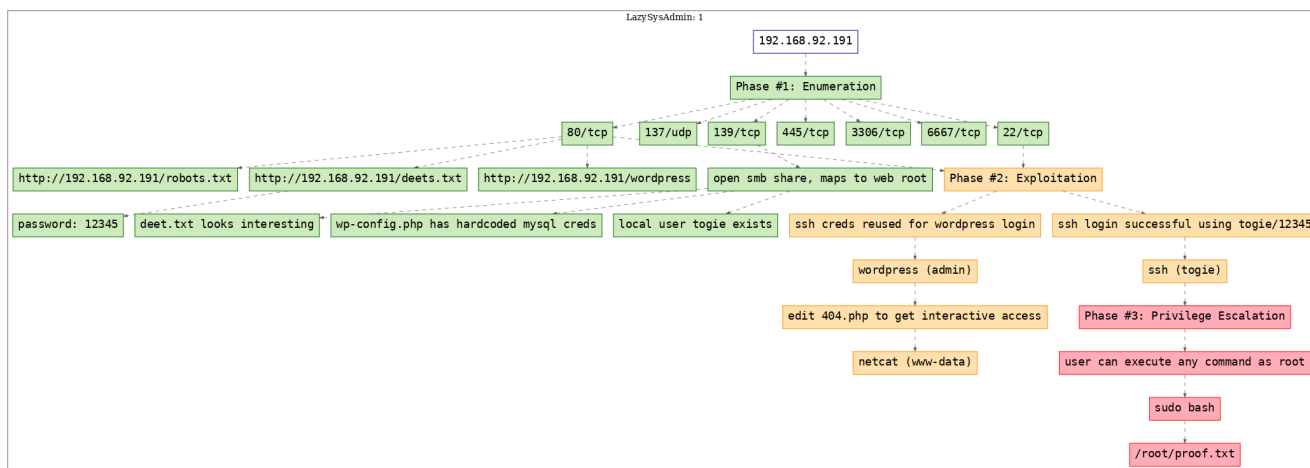 LazySysAdmin: 1
192.168.92.191
Phase #1: Enumeration
80/tcp
137/udp
139/tcp
445/tcp
3306/tcp
6667/tcp
22/tcp
http://192.168.92.191/robots.txt
http://192.168.92.191/deets.txt
http://192.168.92.191/wordpress
open smb share, maps to web root
Phase #2: Exploitation
password: 12345
deet.txt looks interesting
wp-config.php has hardcoded mysql creds
local user togie exists
ssh creds reused for wordpress login
ssh login successful using togie/12345
wordpress (admin)
ssh (togie)
edit 404.php to get interactive access
Phase #3: Privilege Escalation
netcat (www-data)
user can execute any command as root
sudo bash
/root/proof.txt